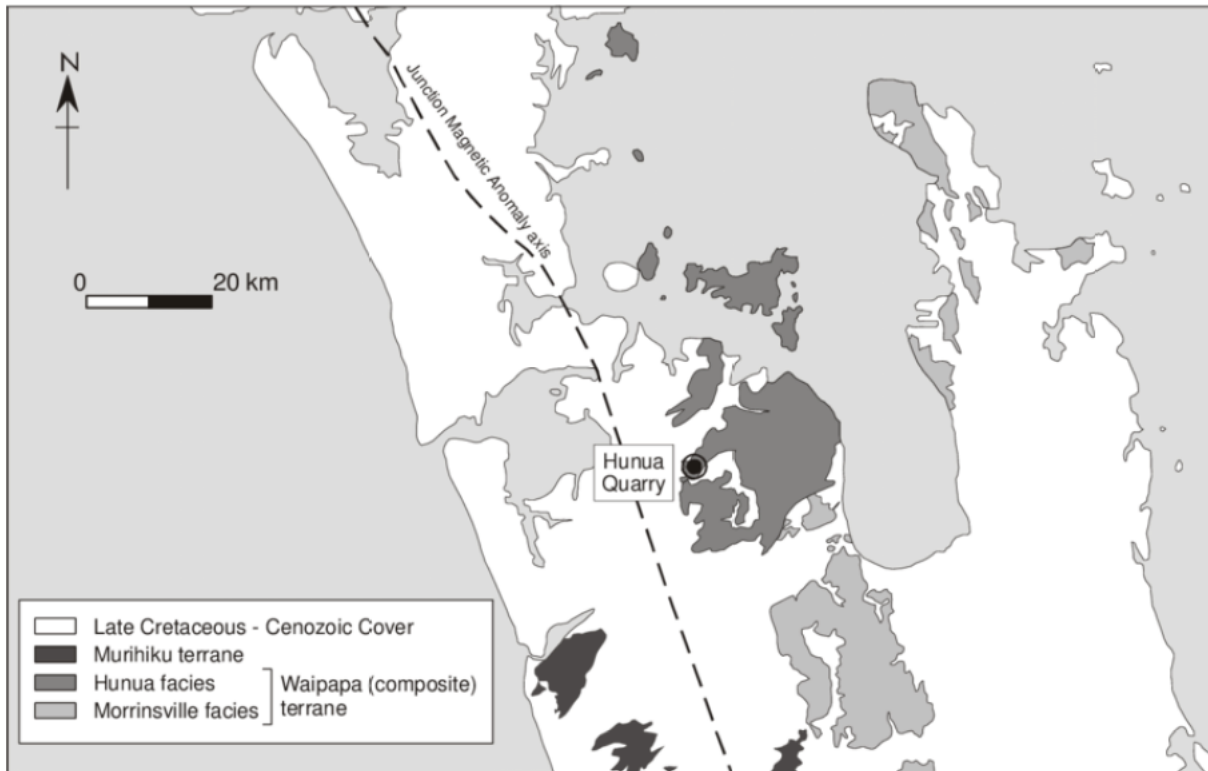 N
Junction Magnetic Anomaly axis
0 20 km
Hunua
Quarry
Late Cretaceous - Cenozoic Cover
Murihiku terrane
Hunua facies
Morrinsville facies
Waipapa (composite)
terrane